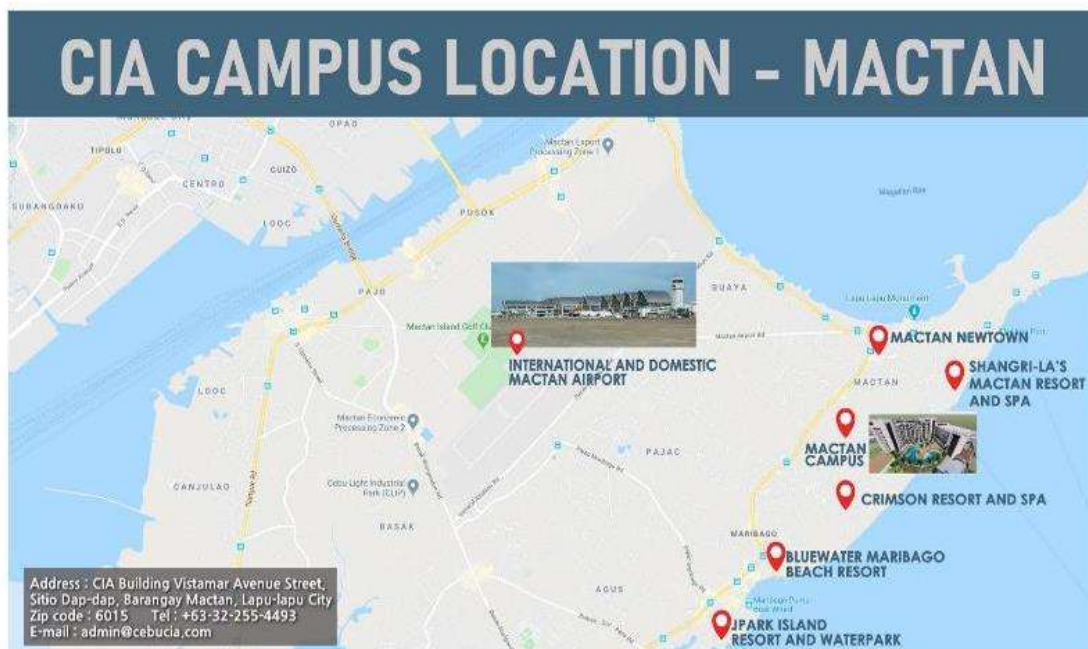 CIA CAMPUS LOCATION - MACTAN
OPAO
TIPOLO
GUIZO
CENTRO
SUBANGDAKO
LOOC
Mactan Export
Processing Zone 1
PUSOK
Magellan Bay
PAJO
BUAYA
Lapu Lapu Monument
Mactan Island Golf Club
MACTAN NEWTOWN
INTERNATIONAL AND DOMESTIC
MACTAN AIRPORT
SHANGRI-LA'S
MACTAN RESORT
AND SPA
MACTAN
LOOC
Mactan Economic
Processing Zone 2
MACTAN
CAMPUS
PAJAC
CANJULAO
Cebu Light Industrial
Park (CLIP)
CRIMSON RESORT AND SPA
BASAK
MARIBAGO
BLUEWATER MARIBAGO
BEACH RESORT
AGUS
JPARK ISLAND
RESORT AND WATERPARK
Address : CIA Building Vistamar Avenue Street,
Sitio Dap-dap, Barangay Mactan, Lapu-lapu City
Zip code : 6015 Tel : +63-32-255-4493
E-mail : admin@cebucia.com